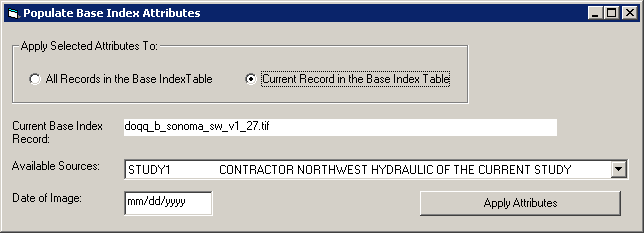 Populate Base Index Attributes
Apply Selected Attributes To:
All Records in the Base IndexTable
Current Record in the Base Index Table
Current Base Index
Record:
doqq_b_sonoma_sw_v1_27.tif
Available Sources:
STUDY1 CONTRACTOR NORTHWEST HYDRAULIC OF THE CURRENT STUDY
Date of Image:
mm/dd/yyyy
Apply Attributes